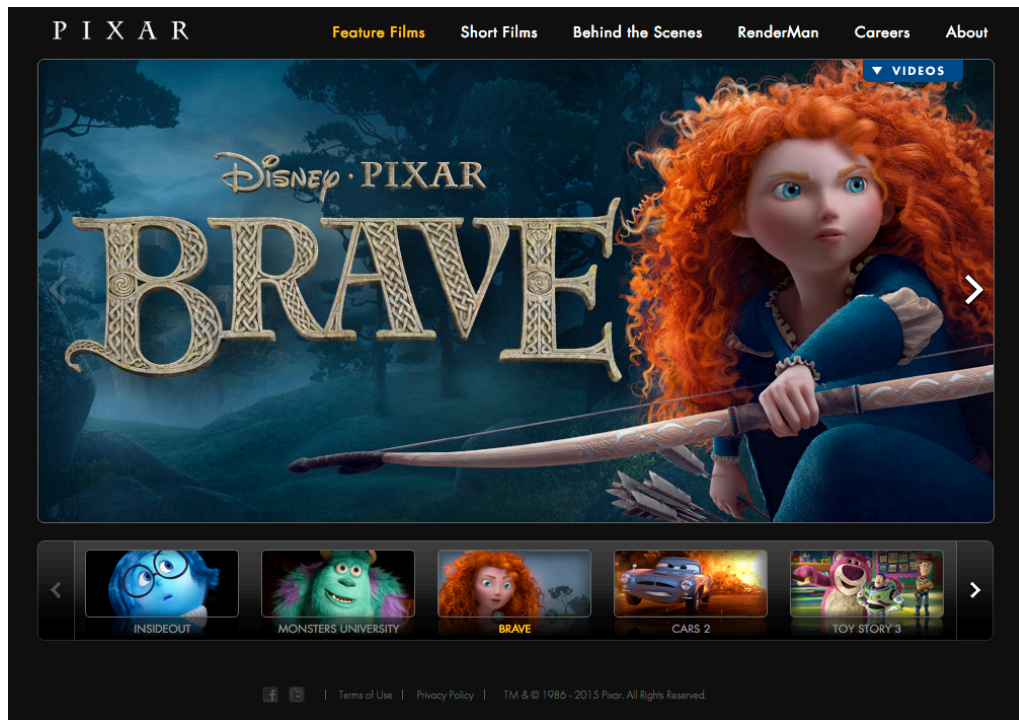 PIXAR
Feature Films Short Films Behind the Scenes RenderMan Careers About
▼ VIDEOS
DISNEY · PIXAR
BRAVE
INSIDEOUT MONSTERS UNIVERSITY BRAVE CARS 2 TOY STORY 3
| Terms of Use | Privacy Policy | TM & © 1986 - 2015 Pixar. All Rights Reserved.